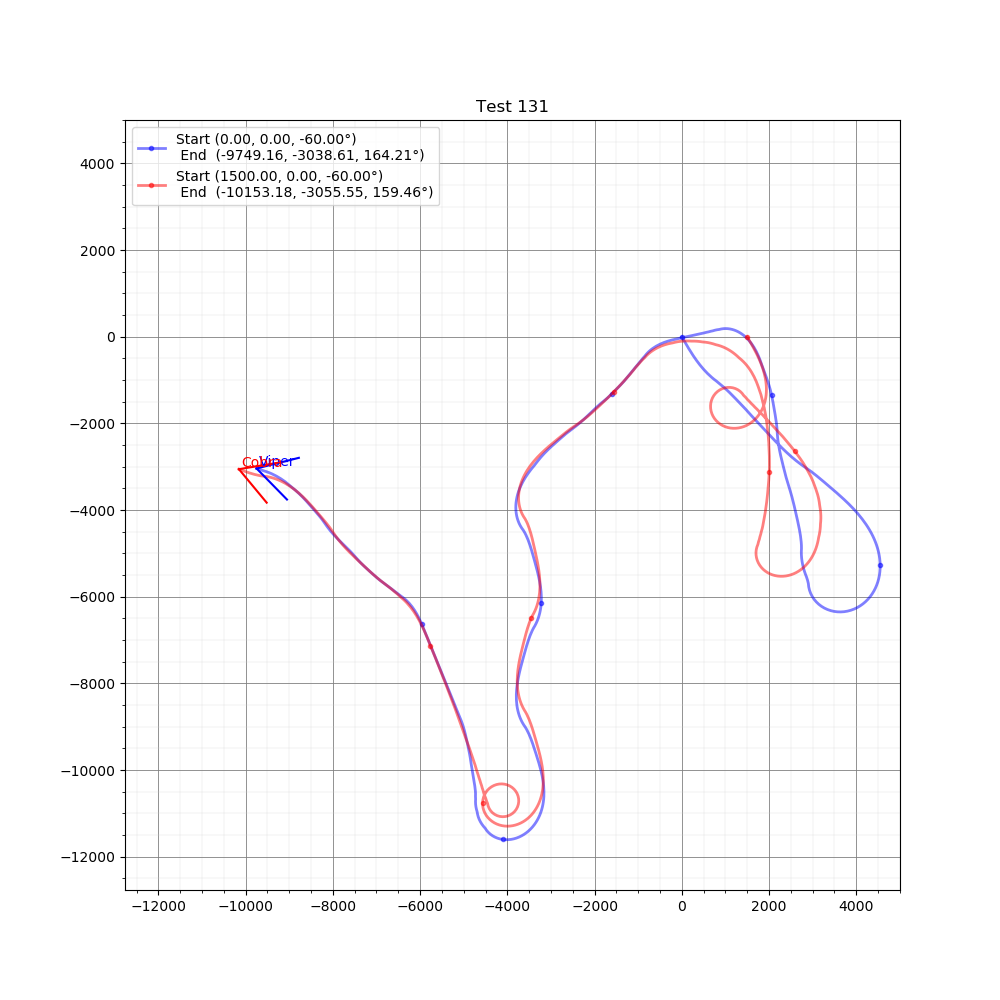 Test 131
Start (0.00, 0.00, -60.00°)
End (-9749.16, -3038.61, 164.21°)
Start (1500.00, 0.00, -60.00°)
End (-10153.18, -3055.55, 159.46°)
4000
2000
0
−2000
−4000
−6000
−8000
−10000
−12000
Viper
−12000 −10000 −8000 −6000 −4000 −2000 0 2000 4000